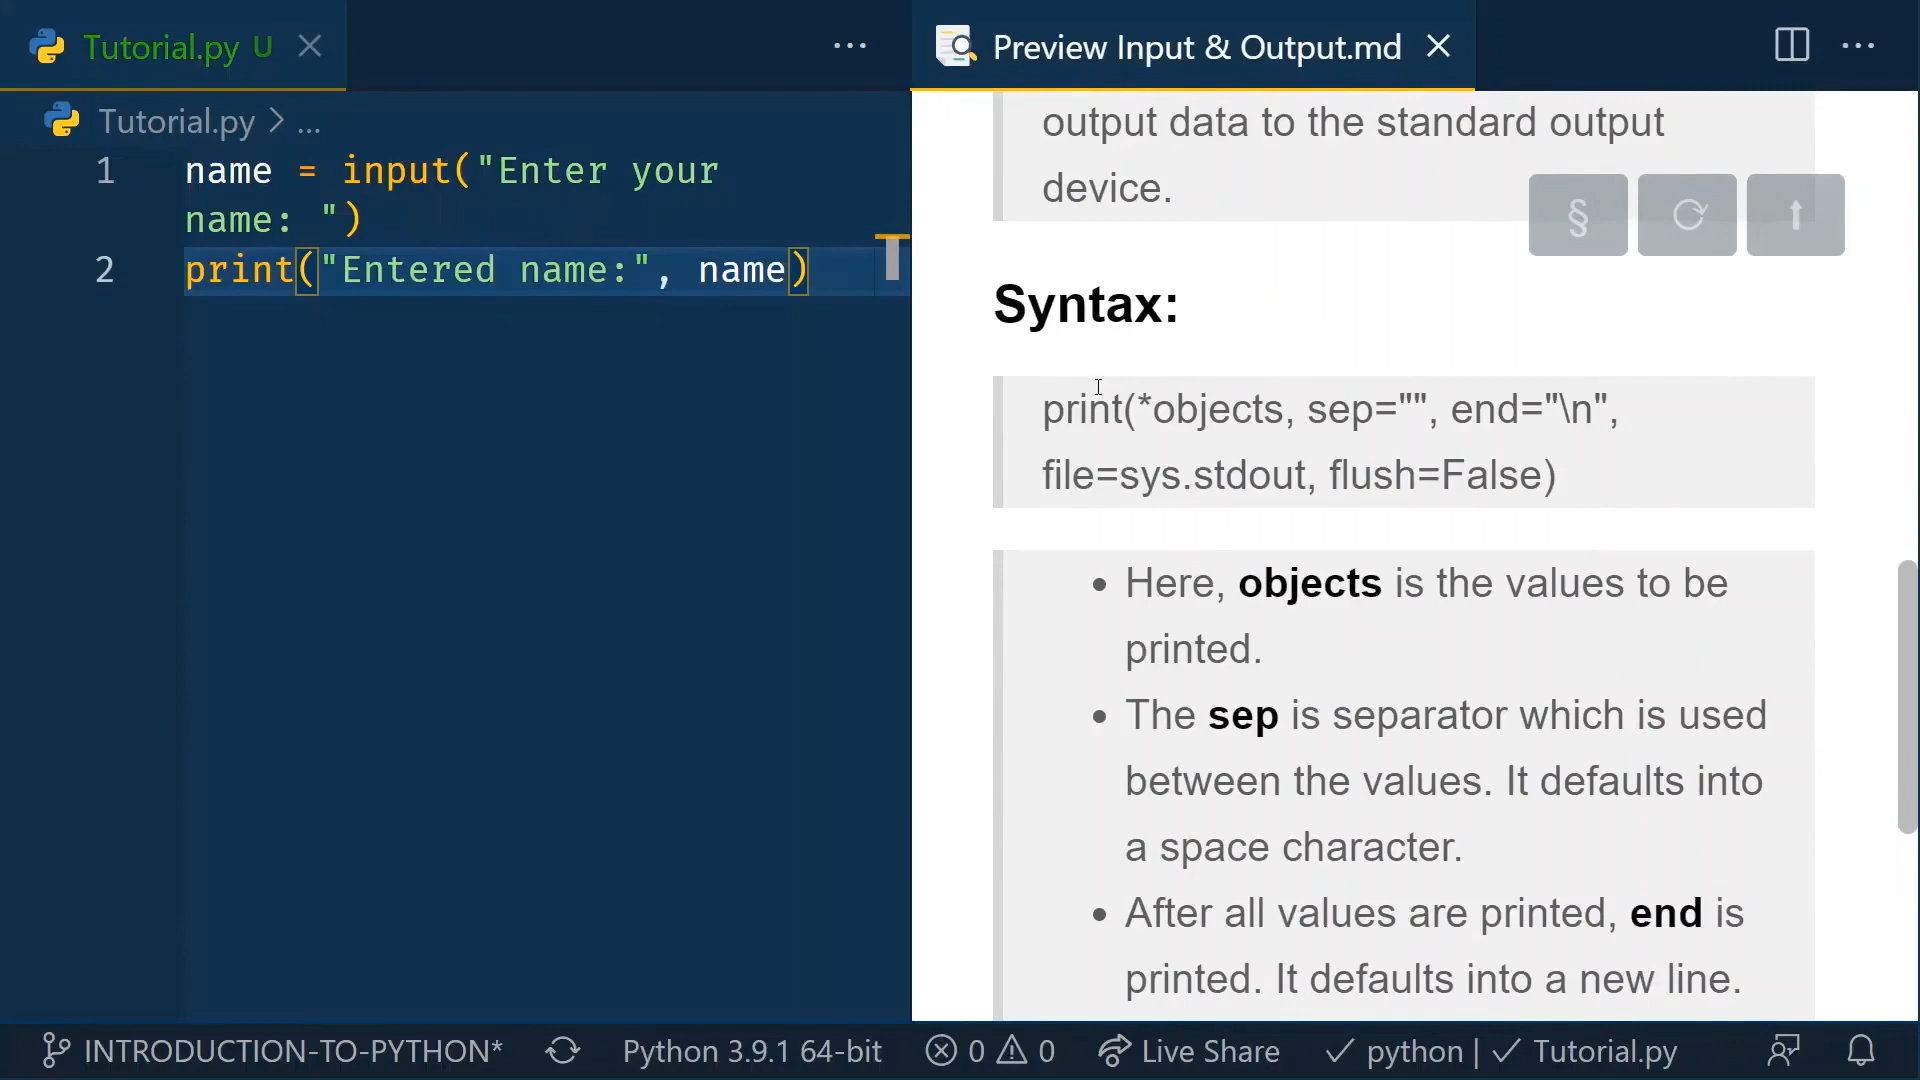 Tutorial.py U
Preview Input & Output.md
Tutorial.py > ...
1 name = input("Enter your
name: ")
2 print("Entered name:", name)
output data to the standard output
device.
§
Syntax:
print(*objects, sep="", end="\n",
file=sys.stdout, flush=False)
• Here, objects is the values to be
printed.
• The sep is separator which is used
between the values. It defaults into
a space character.
• After all values are printed, end is
printed. It defaults into a new line.
INTRODUCTION-TO-PYTHON* Python 3.9.1 64-bit 0 0 Live Share ✓ python | ✓ Tutorial.py